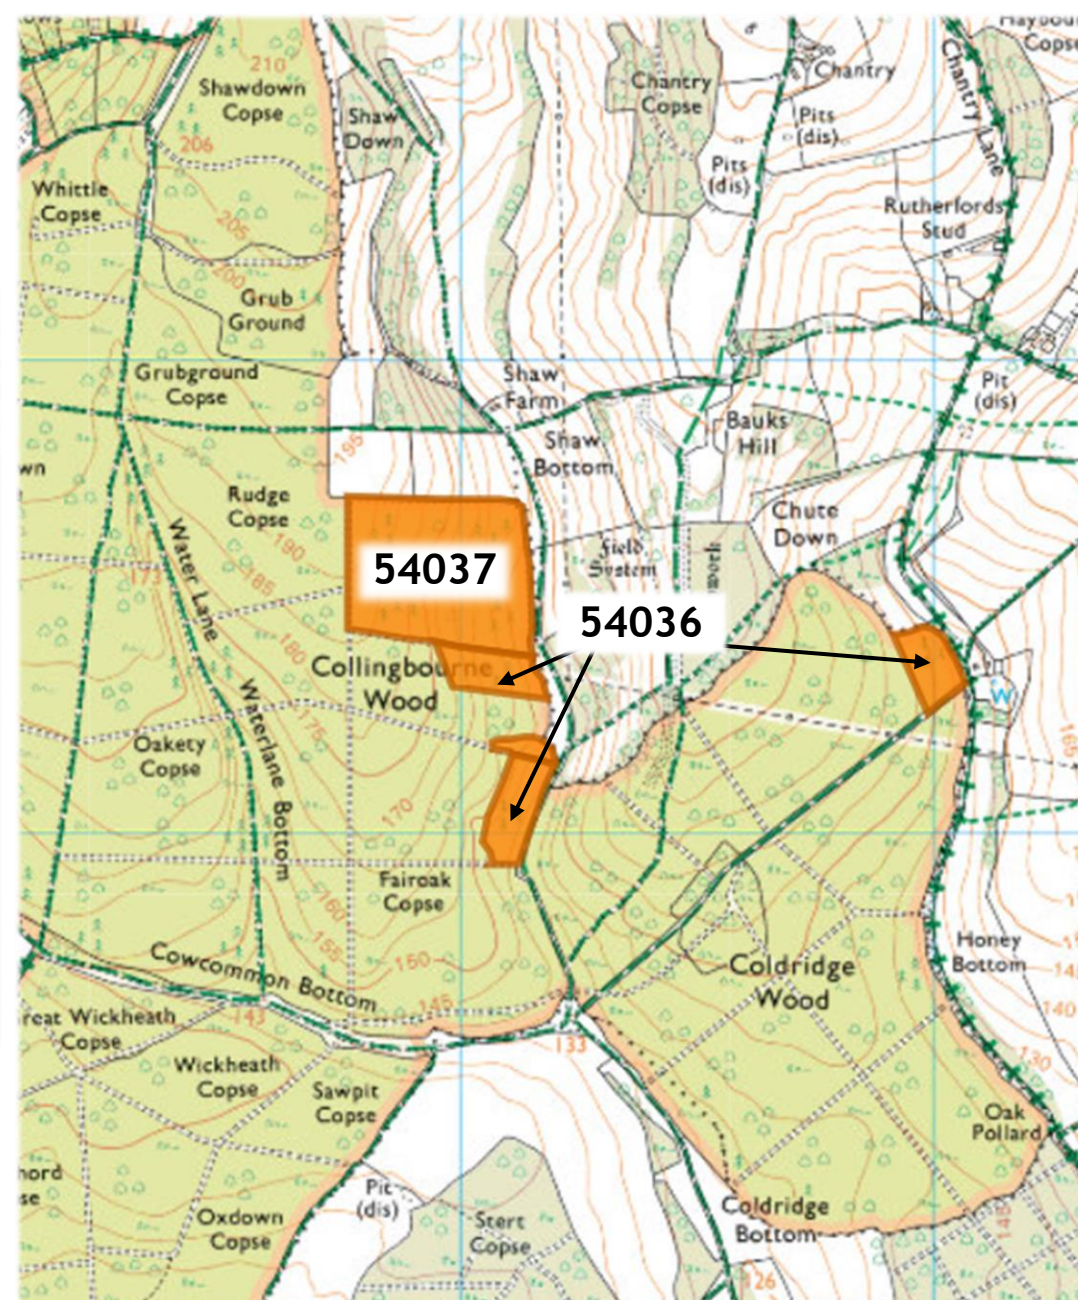 210
Shawdown
Copse
Shaw
Down
Chantry
Copse
Chantry
Chantry Lane
Copse
206
Pits
(dis)
Pits
(dis)
Whittle
Copse
205
Rutherfords
Stud
200
Grub
Ground
Grubground
Copse
Shaw
Farm
Pit
(dis)
Bauks
Hill
195
Shaw
Bottom
Rudge
Copse
Water Lane
190
Chute
Down
Field
System
54037
173
185
54036
180
Collingbourne
Wood
W
Waterlane Bottom
175
Oakety
Copse
165
170
Fairoak
Copse
160
155
150
Cowcommon Bottom
Coldridge
Wood
Honey
Bottom
145
143
140
133
130
reat Wickheath
Copse
Wickheath
Copse
Sawpit
Copse
Oak
Pollard
Pit
(dis)
Oxdown
Copse
Stert
Copse
Coldridge
Bottom
126